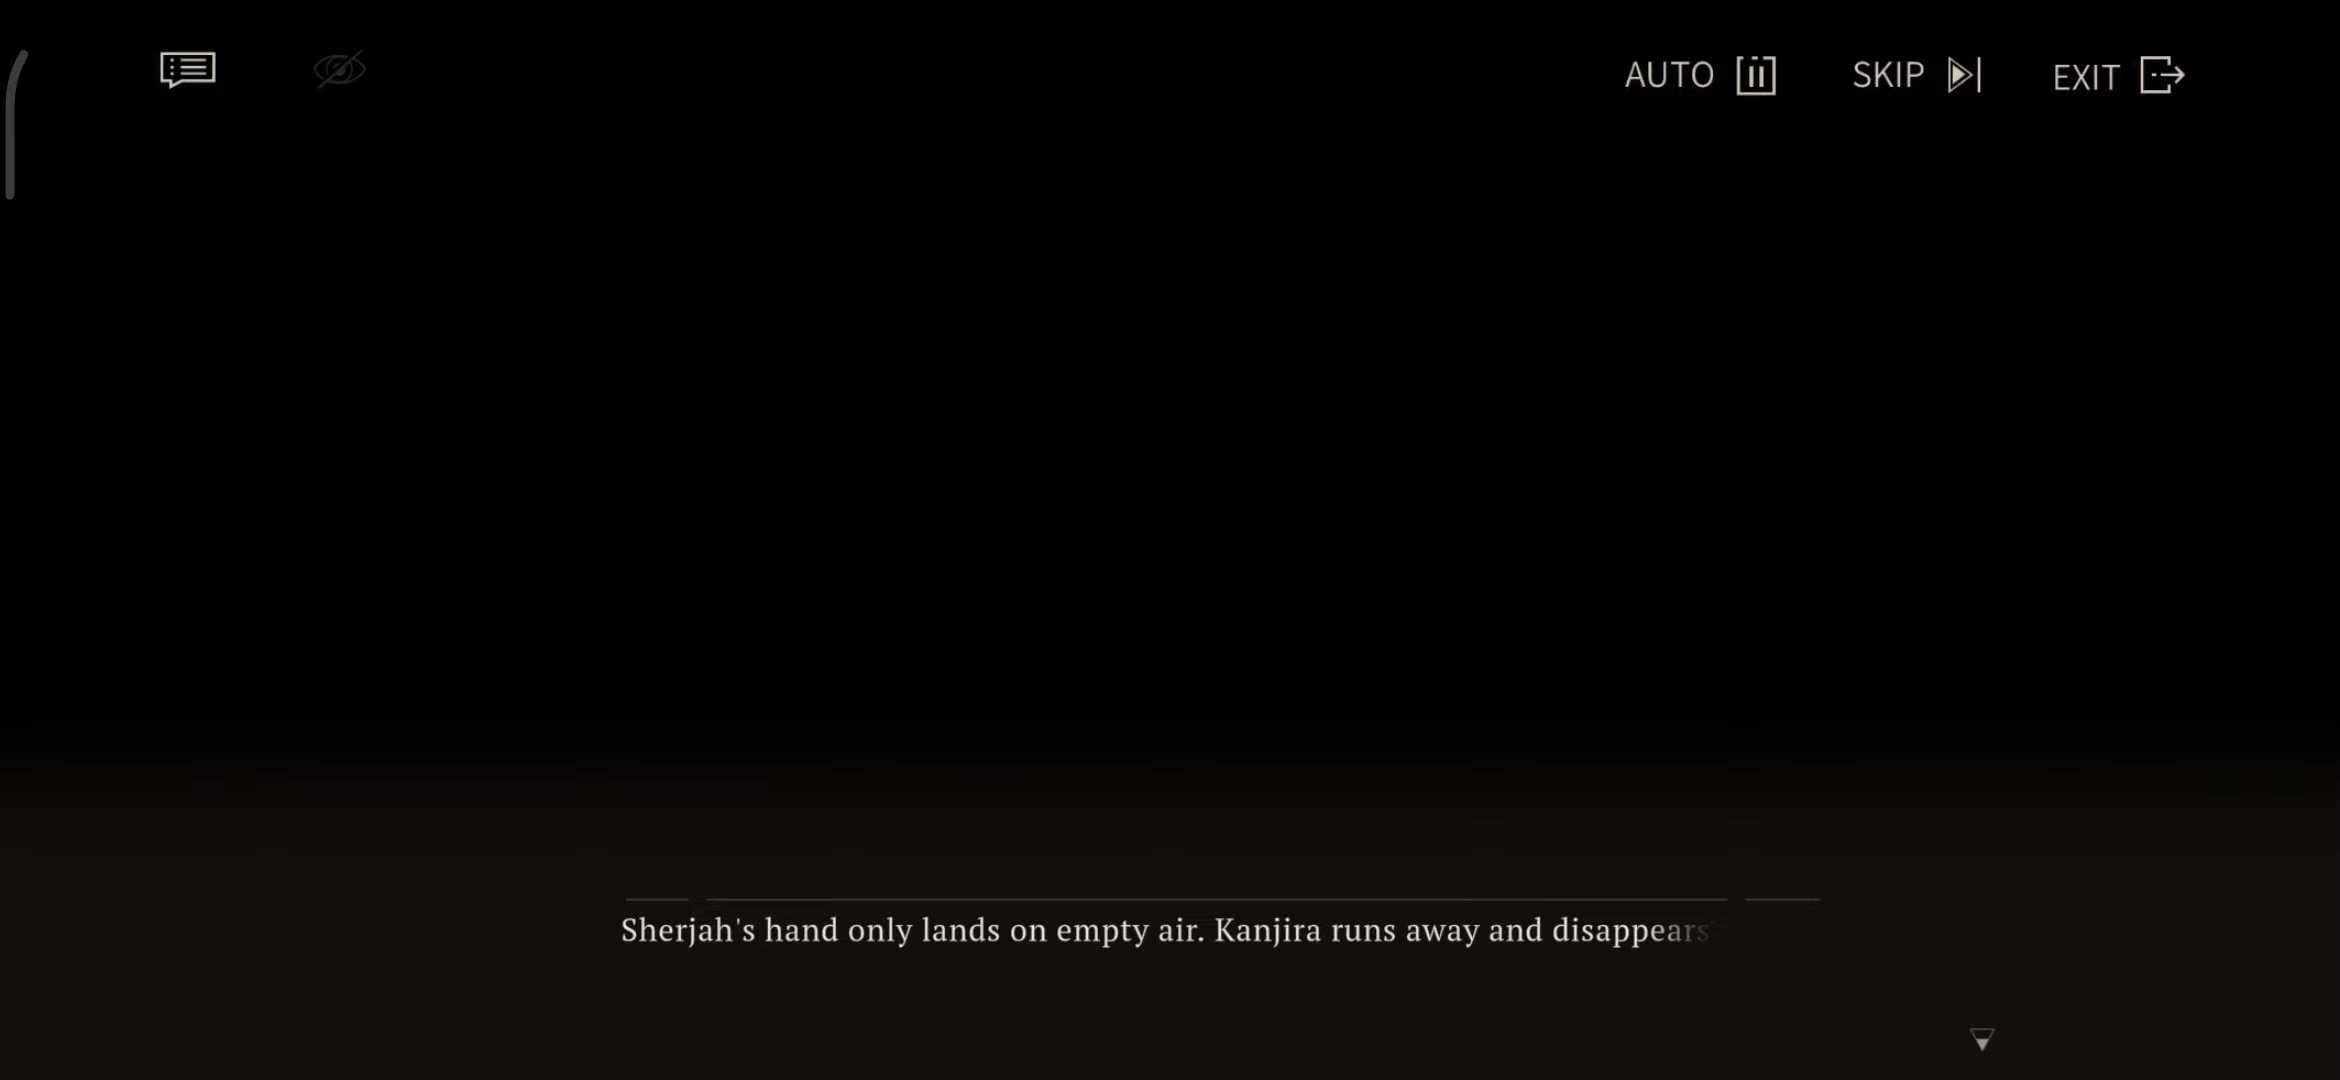 AUTO
SKIP
EXIT
Sherjah's hand only lands on empty air. Kanjira runs away and disappears